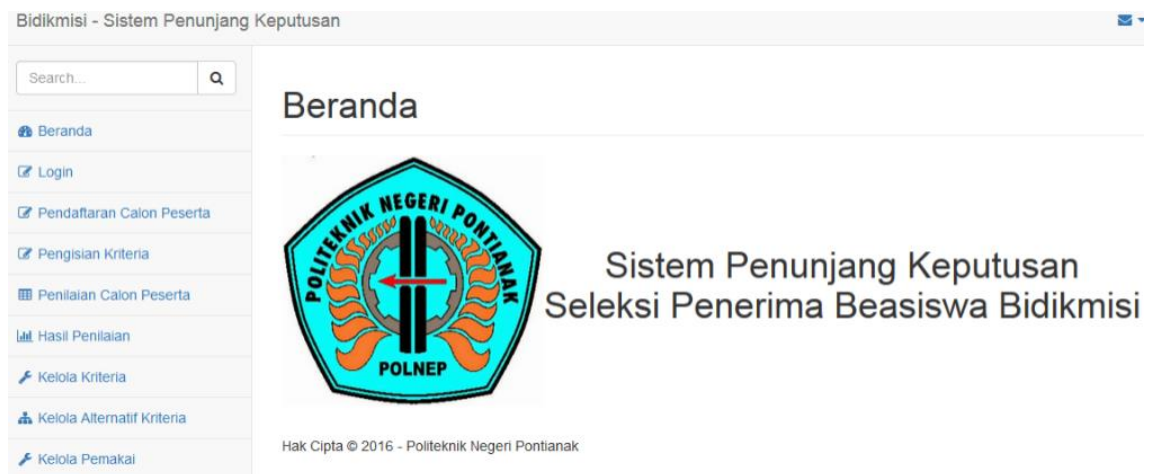 Bidikmisi - Sistem Penunjang Keputusan
Search...
Beranda
Login
Pendaftaran Calon Peserta
Pengisian Kriteria
Penilaian Calon Peserta
Hasil Penilaian
Kelola Kriteria
Kelola Alternatif Kriteria
Kelola Pemakai
Beranda
POLITEKNIK NEGERI PONTIANAK
POLNEP
Sistem Penunjang Keputusan
Seleksi Penerima Beasiswa Bidikmisi
Hak Cipta © 2016 - Politeknik Negeri Pontianak